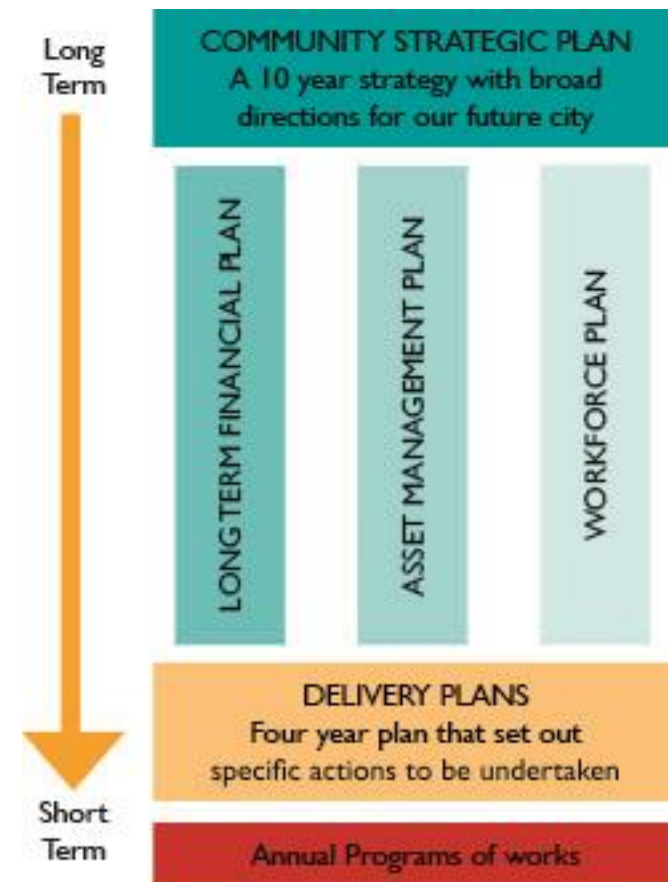 Long
Term
COMMUNITY STRATEGIC PLAN
A 10 year strategy with broad
directions for our future city
LONG TERM FINANCIAL PLAN
ASSET MANAGEMENT PLAN
WORKFORCE PLAN
DELIVERY PLANS
Four year plan that set out
specific actions to be undertaken
Short
Term
Annual Programs of works